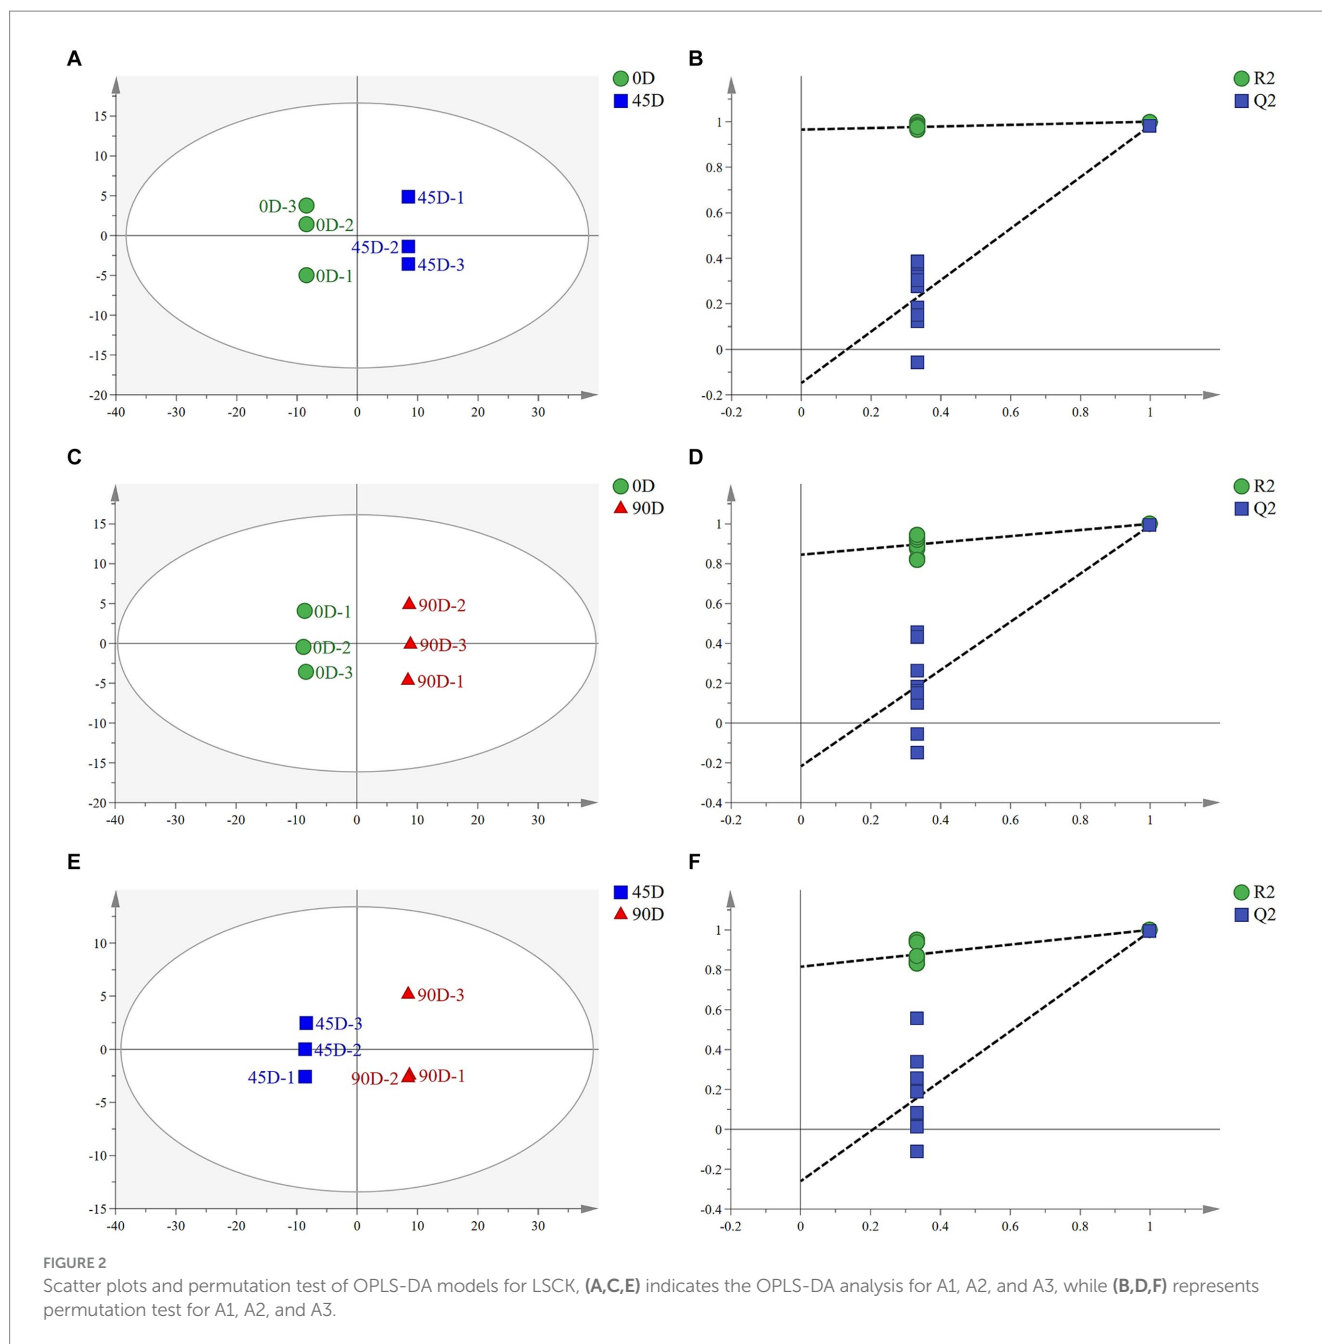 A
0D
45D
15
10
5
0
-5
-10
-15
-20
-40
-30
-20
-10
0
10
20
30
0D-3
0D-2
0D-1
45D-1
45D-2
45D-3
B
R2
Q2
1
0.8
0.6
0.4
0.2
0
-0.2
-0.2
0
0.2
0.4
0.6
0.8
1
C
0D
90D
15
10
5
0
-5
-10
-15
-20
-40
-30
-20
-10
0
10
20
30
0D-1
0D-2
0D-3
90D-2
90D-3
90D-1
D
R2
Q2
1
0.8
0.6
0.4
0.2
0
-0.2
-0.4
-0.2
0
0.2
0.4
0.6
0.8
1
E
45D
90D
10
5
0
-5
-10
-15
-40
-30
-20
-10
0
10
20
30
45D-3
45D-2
45D-1
90D-3
90D-2
90D-1
F
R2
Q2
1
0.8
0.6
0.4
0.2
0
-0.2
-0.4
-0.2
0
0.2
0.4
0.6
0.8
1
FIGURE 2
Scatter plots and permutation test of OPLS-DA models for LSCK, (A,C,E) indicates the OPLS-DA analysis for A1, A2, and A3, while (B,D,F) represents
permutation test for A1, A2, and A3.